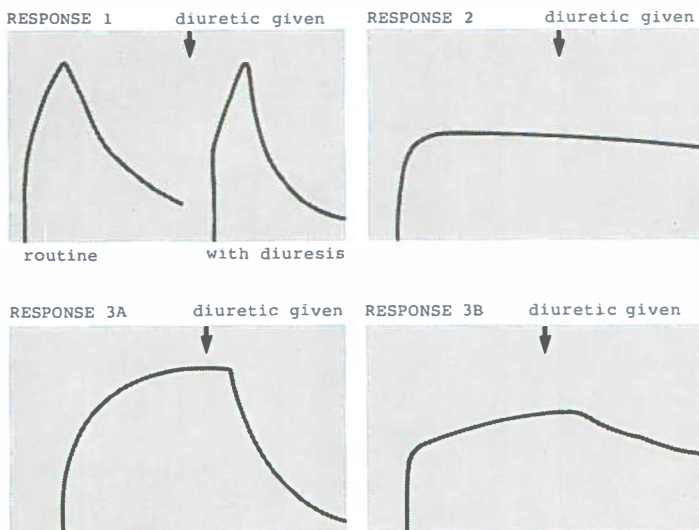 RESPONSE 1 diuretic given
RESPONSE 2 diuretic given
routine with diuresis
RESPONSE 3A diuretic given
RESPONSE 3B diuretic given